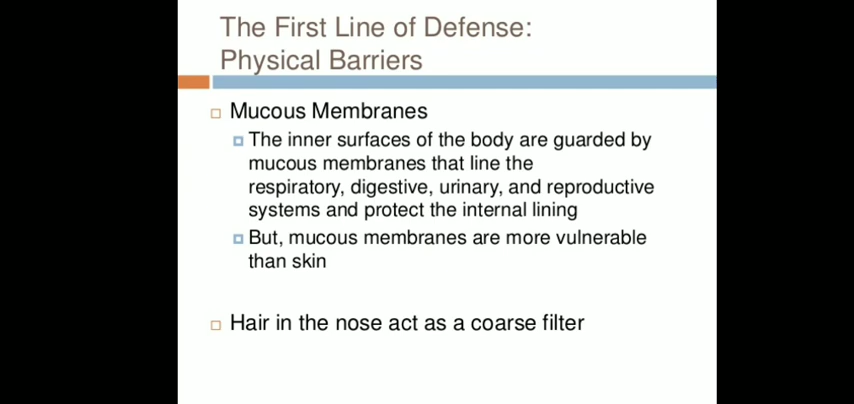 The First Line of Defense:
Physical Barriers
Mucous Membranes
The inner surfaces of the body are guarded by
mucous membranes that line the
respiratory, digestive, urinary, and reproductive
systems and protect the internal lining
But, mucous membranes are more vulnerable
than skin
Hair in the nose act as a coarse filter